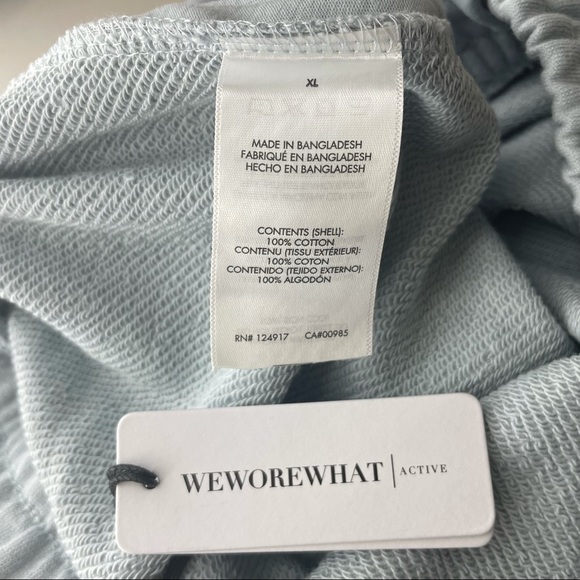 XL
MADE IN BANGLADESH
FABRIQUÉ EN BANGLADESH
HECHO EN BANGLADESH
CONTENTS (SHELL):
100% COTTON
CONTENU (TISSU EXTÉRIEUR):
100% COTON
CONTENIDO (TEJIDO EXTERNO):
100% ALGODÓN
RN# 124917 CA#00985
WEWOREWHAT | ACTIVE